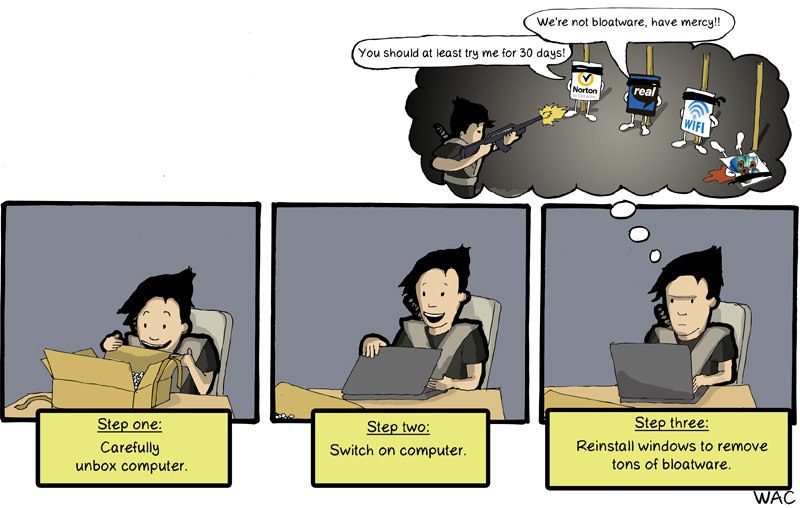 We're not bloatware, have mercy!!
You should at least try me for 30 days!
Norton
real
WIFI
Step one:
Carefully
unbox computer.
Step two:
Switch on computer.
Step three:
Reinstall windows to remove
tons of bloatware.
WAC